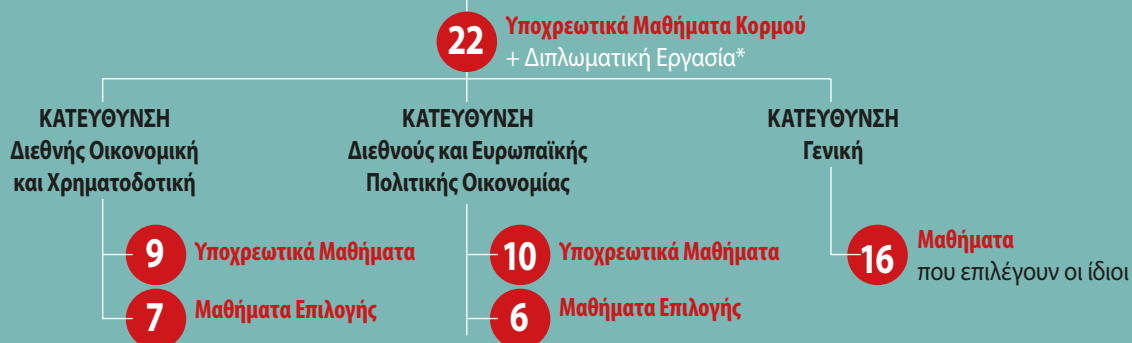 22 Υποχρεωτικά Μαθήματα Κορμού
+ Διπλωματική Εργασία*
ΚΑΤΕΥΘΥΝΣΗ
Διεθνής Οικονομική
και Χρηματοδοτική
9 Υποχρεωτικά Μαθήματα
7 Μαθήματα Επιλογής
ΚΑΤΕΥΘΥΝΣΗ
Διεθνούς και Ευρωπαϊκής
Πολιτικής Οικονομίας
10 Υποχρεωτικά Μαθήματα
6 Μαθήματα Επιλογής
ΚΑΤΕΥΘΥΝΣΗ
Γενική
16 Μαθήματα
που επιλέγουν οι ίδιοι